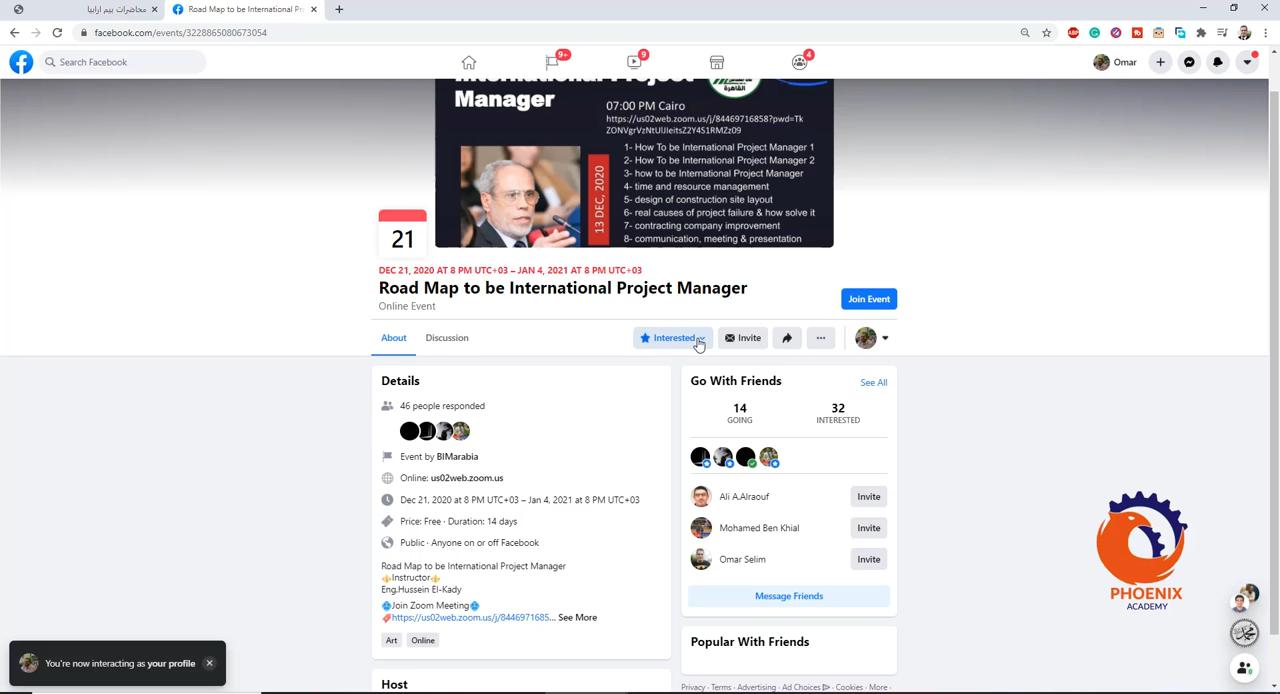 محاضرات بيم ارابيا
Road Map to be International Pr
facebook.com/events/3228865080673054
Search Facebook
9+
9
4
Omar
International Project
Manager
07:00 PM Cairo
https://us02web.zoom.us/j/84469716858?pwd=Tk
القاهرة
13 DEC, 2020
1- How To be International Project Manager 1
2- How To be International Project Manager 2
3- how to be International Project Manager
4- time and resource management
5- design of construction site layout
6- real causes of project failure & how solve it
7- contracting company improvement
8- communication, meeting & presentation
21
DEC 21, 2020 AT 8 PM UTC+03 – JAN 4, 2021 AT 8 PM UTC+03
Road Map to be International Project Manager
Online Event
Join Event
About
Discussion
Interested
Invite
Details
46 people responded
Event by BIMarabia
Online: us02web.zoom.us
Dec 21, 2020 at 8 PM UTC+03 – Jan 4, 2021 at 8 PM UTC+03
Price: Free · Duration: 14 days
Public · Anyone on or off Facebook
Road Map to be International Project Manager
Instructor
Eng.Hussein El-Kady
Join Zoom Meeting
https://us02web.zoom.us/j/8446971685... See More
Art
Online
Host
Go With Friends
See All
14
GOING
32
INTERESTED
Ali A.Alraouf
Invite
Mohamed Ben Khial
Invite
Omar Selim
Invite
Message Friends
Popular With Friends
Privacy · Terms · Advertising · Ad Choices · Cookies · More ·
PHOENIX
ACADEMY
You're now interacting as your profile